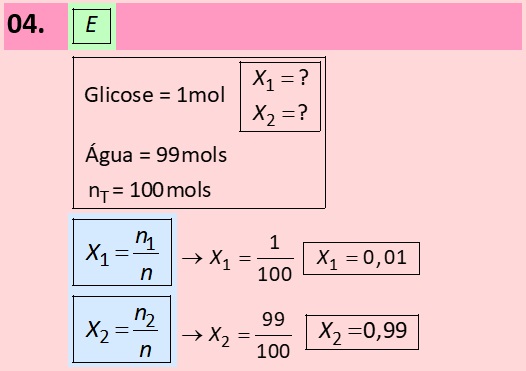 04. E
Glicose = 1mol
X₁ = ?
X₂ = ?
Água = 99mols
n_T = 100mols
X₁ = n₁/n → X₁ = 1/100 X₁ = 0,01
X₂ = n₂/n → X₂ = 99/100 X₂ =0,99